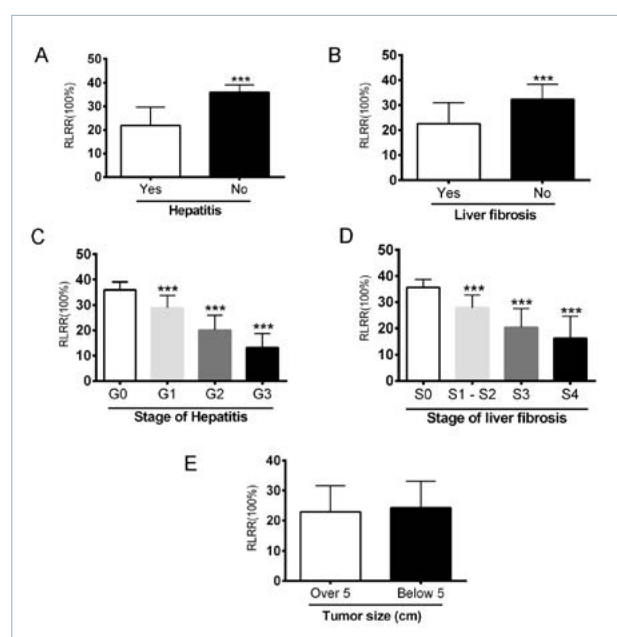 A
RLRR(100%)
50
40
30
20
10
0
***
Yes
No
Hepatitis
B
RLRR(100%)
50
40
30
20
10
0
***
Yes
No
Liver fibrosis
C
RLRR(100%)
50
40
30
20
10
0
***
***
***
G0
G1
G2
G3
Stage of Hepatitis
D
RLRR(100%)
50
40
30
20
10
0
***
***
***
S0
S1 - S2
S3
S4
Stage of liver fibrosis
E
RLRR(100%)
40
30
20
10
0
Over 5
Below 5
Tumor size (cm)